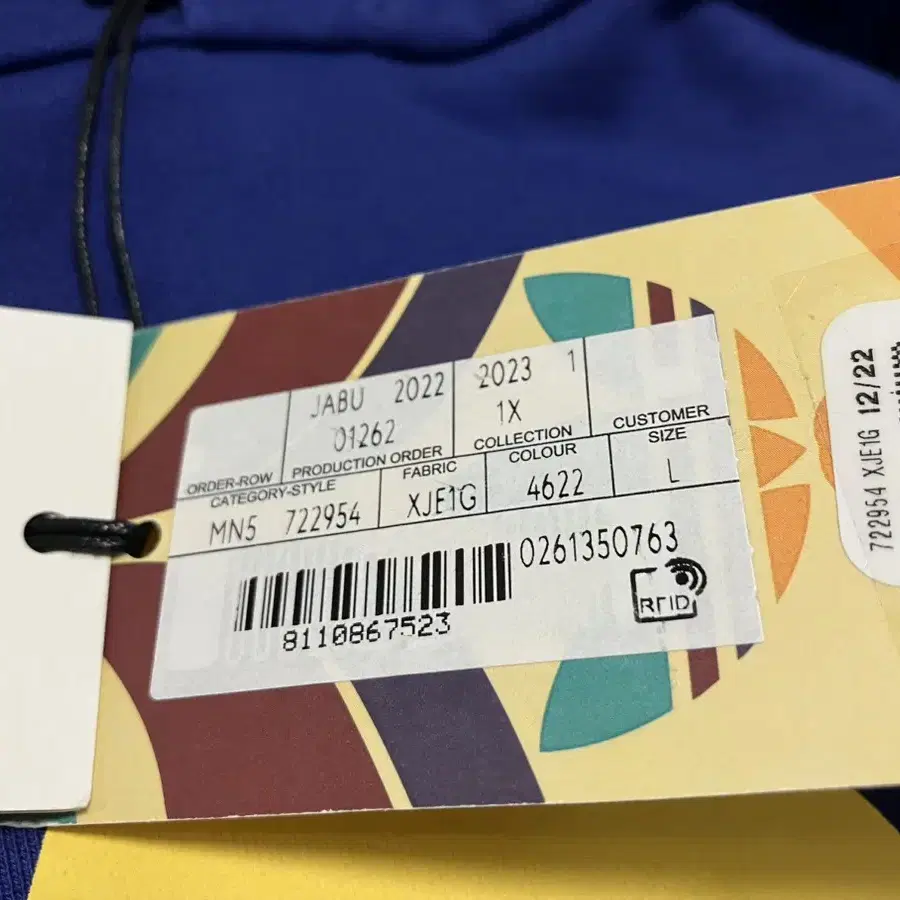 JABU 2022
01262
2023 1
1X
ORDER-ROW
PRODUCTION ORDER
COLLECTION
CUSTOMER
CATEGORY-STYLE
FABRIC
COLOUR
SIZE
MN5 722954
XJE1G
4622
L
0261350763
8110867523
RFID
722954 XJE1G 12/22